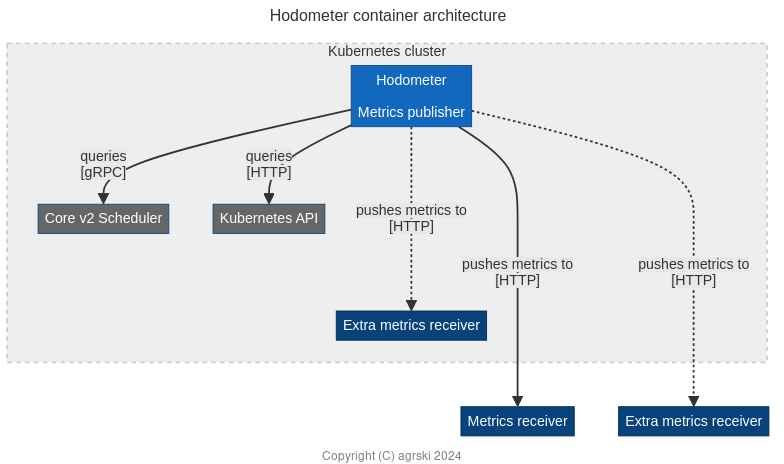 Hodometer container architecture
Kubernetes cluster
Hodometer
Metrics publisher
queries
[gRPC]
queries
[HTTP]
Core v2 Scheduler
Kubernetes API
pushes metrics to
[HTTP]
pushes metrics to
[HTTP]
pushes metrics to
[HTTP]
Extra metrics receiver
Metrics receiver
Extra metrics receiver
Copyright (C) agrski 2024